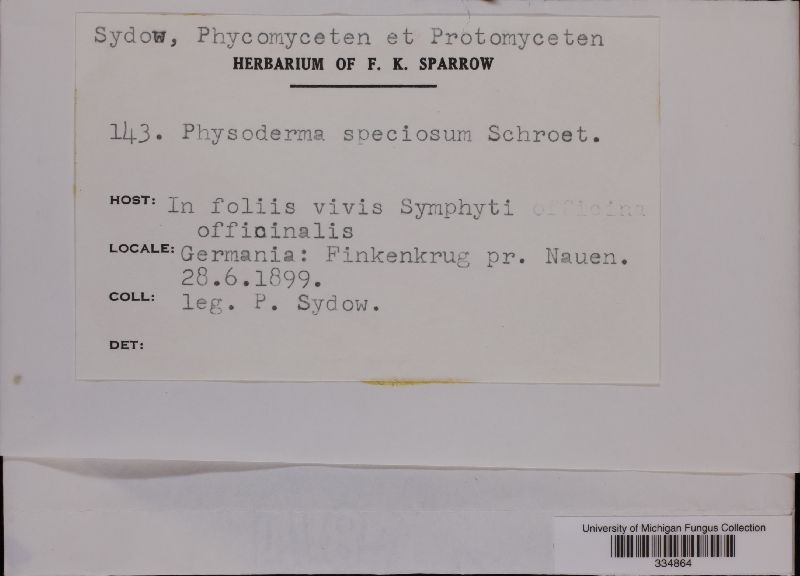 Sydow, Phycomyceten et Protomyceten
HERBARIUM OF F. K. SPARROW
143. Physoderma speciosum Schroet.
HOST: In foliis vivis Symphyti officina
officinalis
LOCALE: Germania: Finkenkrug pr. Nauen.
28.6.1899.
COLL: leg. P. Sydow.
DET:
University of Michigan Fungus Collection
334864